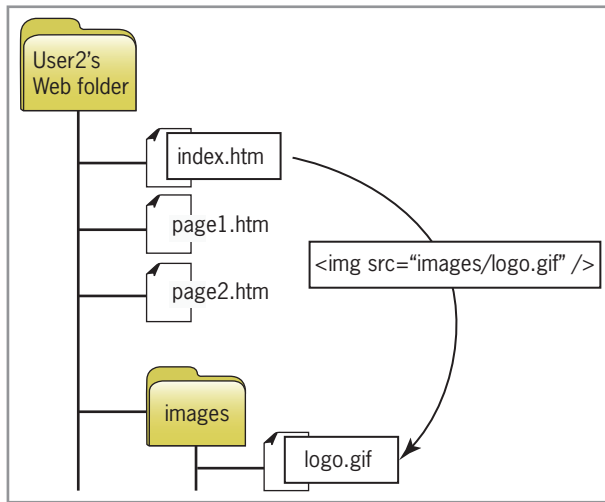 User2's
Web folder
index.htm
page1.htm
<img src=“images/logo.gif” />
page2.htm
images
logo.gif